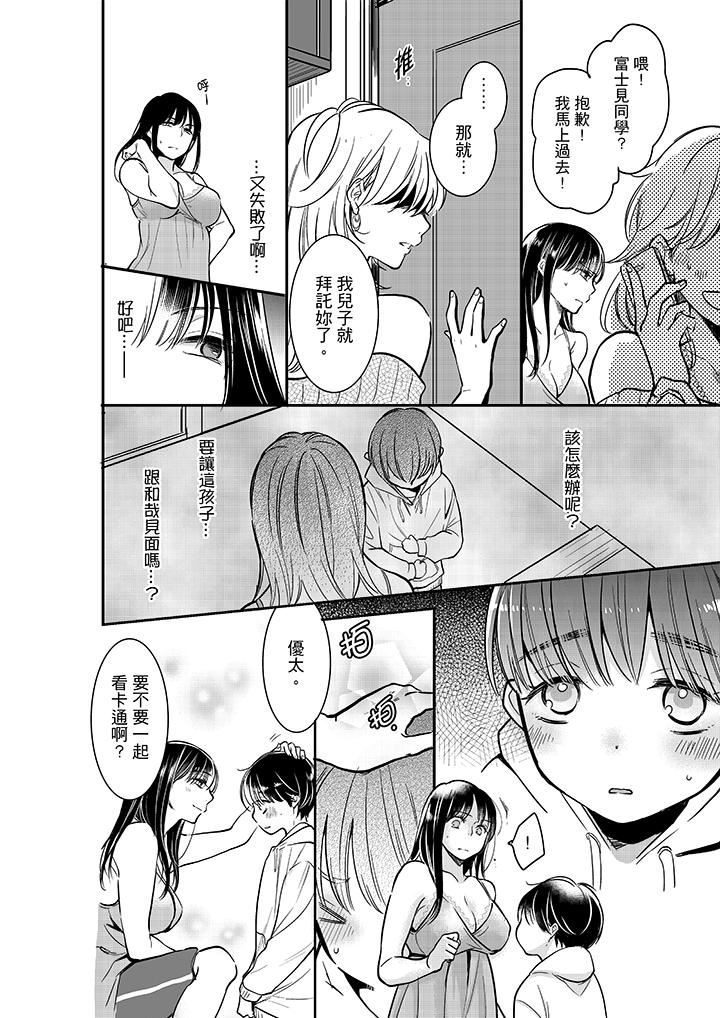 喂！
富士見同學？
抱歉！
我馬上過去！
推…
……
那就…
我兒子就
拜託妳了。
呼—
…又失敗了啊…
好吧…—
該怎麼辦呢？
要讓這孩子…
跟和哉見面嗎…？
！
拍
拍
優太。
要不要一起
看卡通啊？